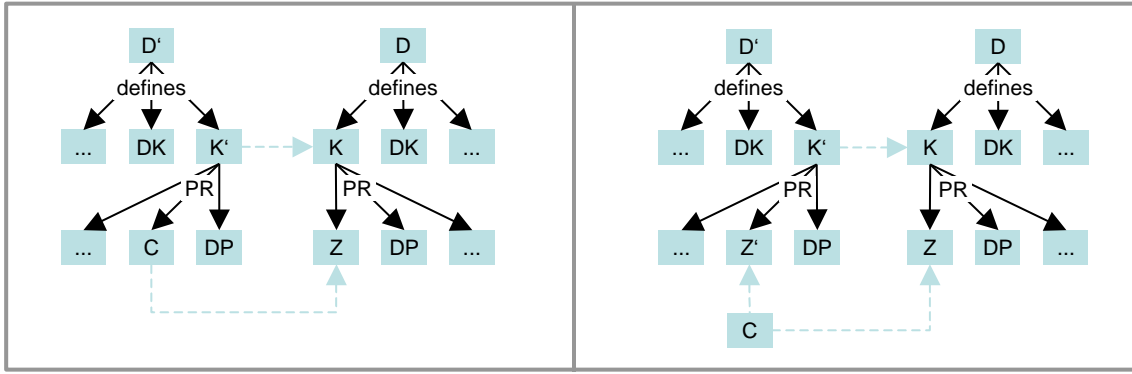 D‘ D
defines defines
... DK K‘ K DK ...
PR PR
... C DP Z DP ...
D‘ D
defines defines
... DK K‘ K DK ...
PR PR
... Z‘ DP Z DP ...
C